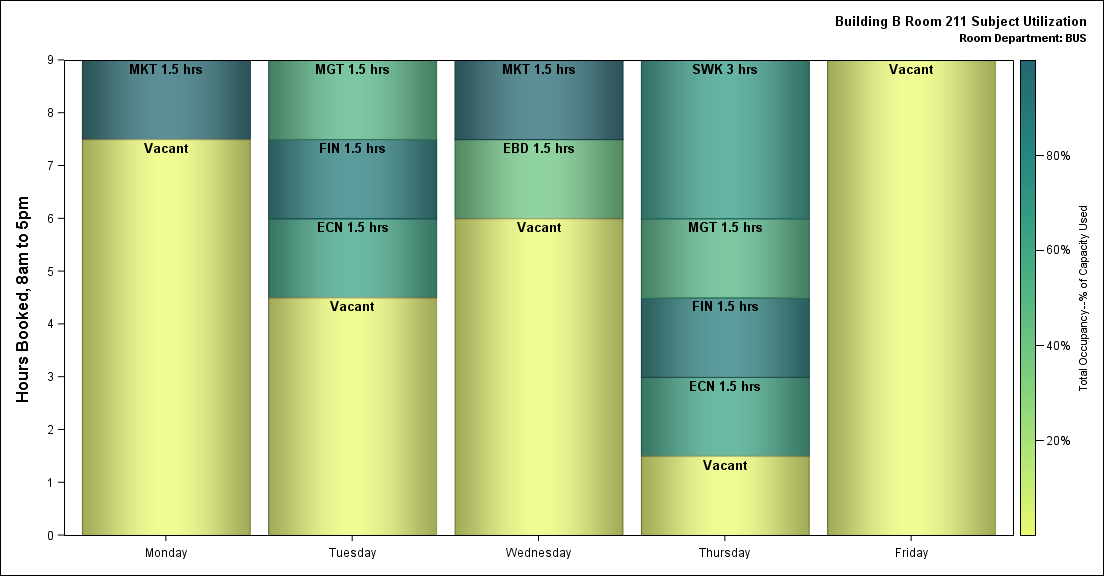 Building B Room 211 Subject Utilization
Room Department: BUS
Hours Booked, 8am to 5pm
9
8
7
6
5
4
3
2
1
0
MKT 1.5 hrs
Vacant
Monday
MGT 1.5 hrs
FIN 1.5 hrs
ECN 1.5 hrs
Vacant
Tuesday
MKT 1.5 hrs
EBD 1.5 hrs
Vacant
Wednesday
SWK 3 hrs
MGT 1.5 hrs
FIN 1.5 hrs
ECN 1.5 hrs
Vacant
Thursday
Vacant
Friday
80%
60%
40%
20%
Total Occupancy--% of Capacity Used